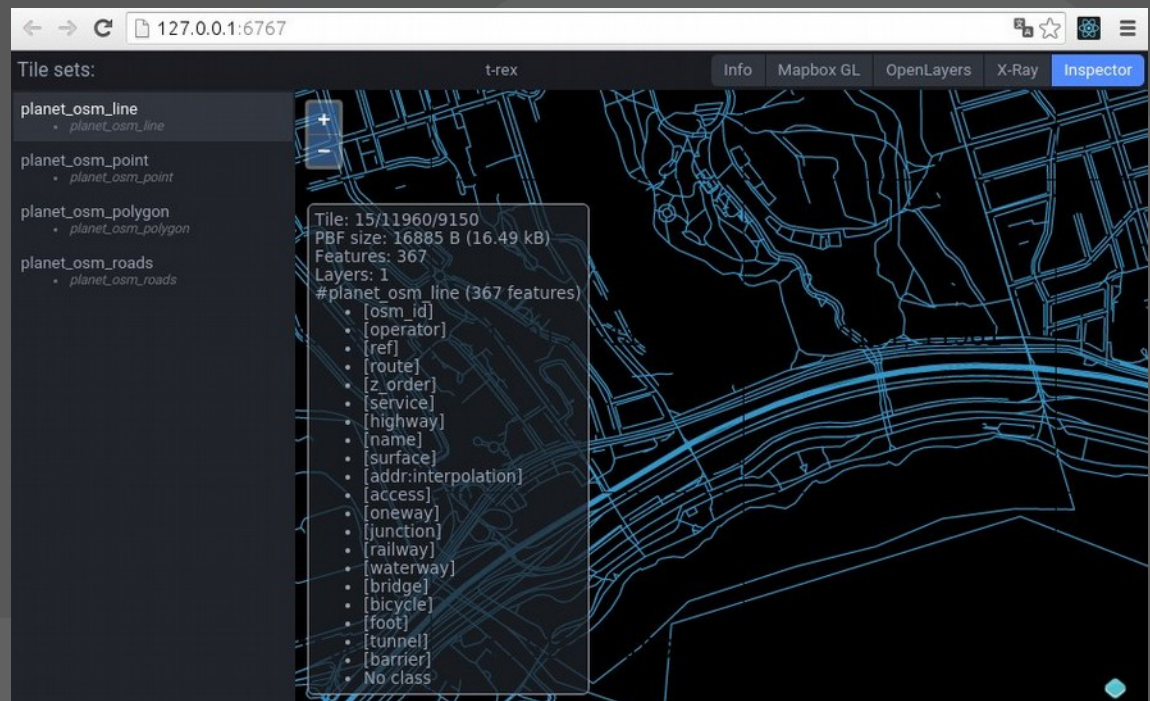 127.0.0.1:6767
Tile sets:
t-rex
Info
Mapbox GL
OpenLayers
X-Ray
Inspector
planet_osm_line
• planet_osm_line
planet_osm_point
• planet_osm_point
planet_osm_polygon
• planet_osm_polygon
planet_osm_roads
• planet_osm_roads
+
−
Tile: 15/11960/9150
PBF size: 16885 B (16.49 kB)
Features: 367
Layers: 1
#planet_osm_line (367 features)
• [osm_id]
• [operator]
• [ref]
• [route]
• [z_order]
• [service]
• [highway]
• [name]
• [surface]
• [addr:interpolation]
• [access]
• [oneway]
• [junction]
• [railway]
• [waterway]
• [bridge]
• [bicycle]
• [foot]
• [tunnel]
• [barrier]
• No class